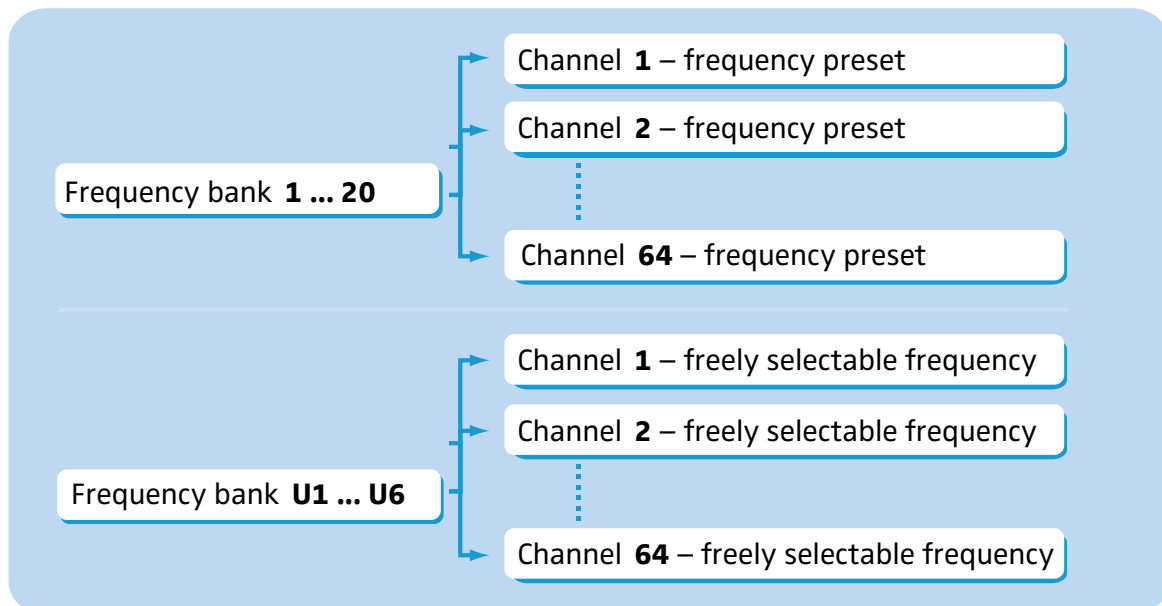 Channel 1 – frequency preset
Channel 2 – frequency preset
Frequency bank 1 ... 20
Channel 64 – frequency preset
Channel 1 – freely selectable frequency
Channel 2 – freely selectable frequency
Frequency bank U1 ... U6
Channel 64 – freely selectable frequency